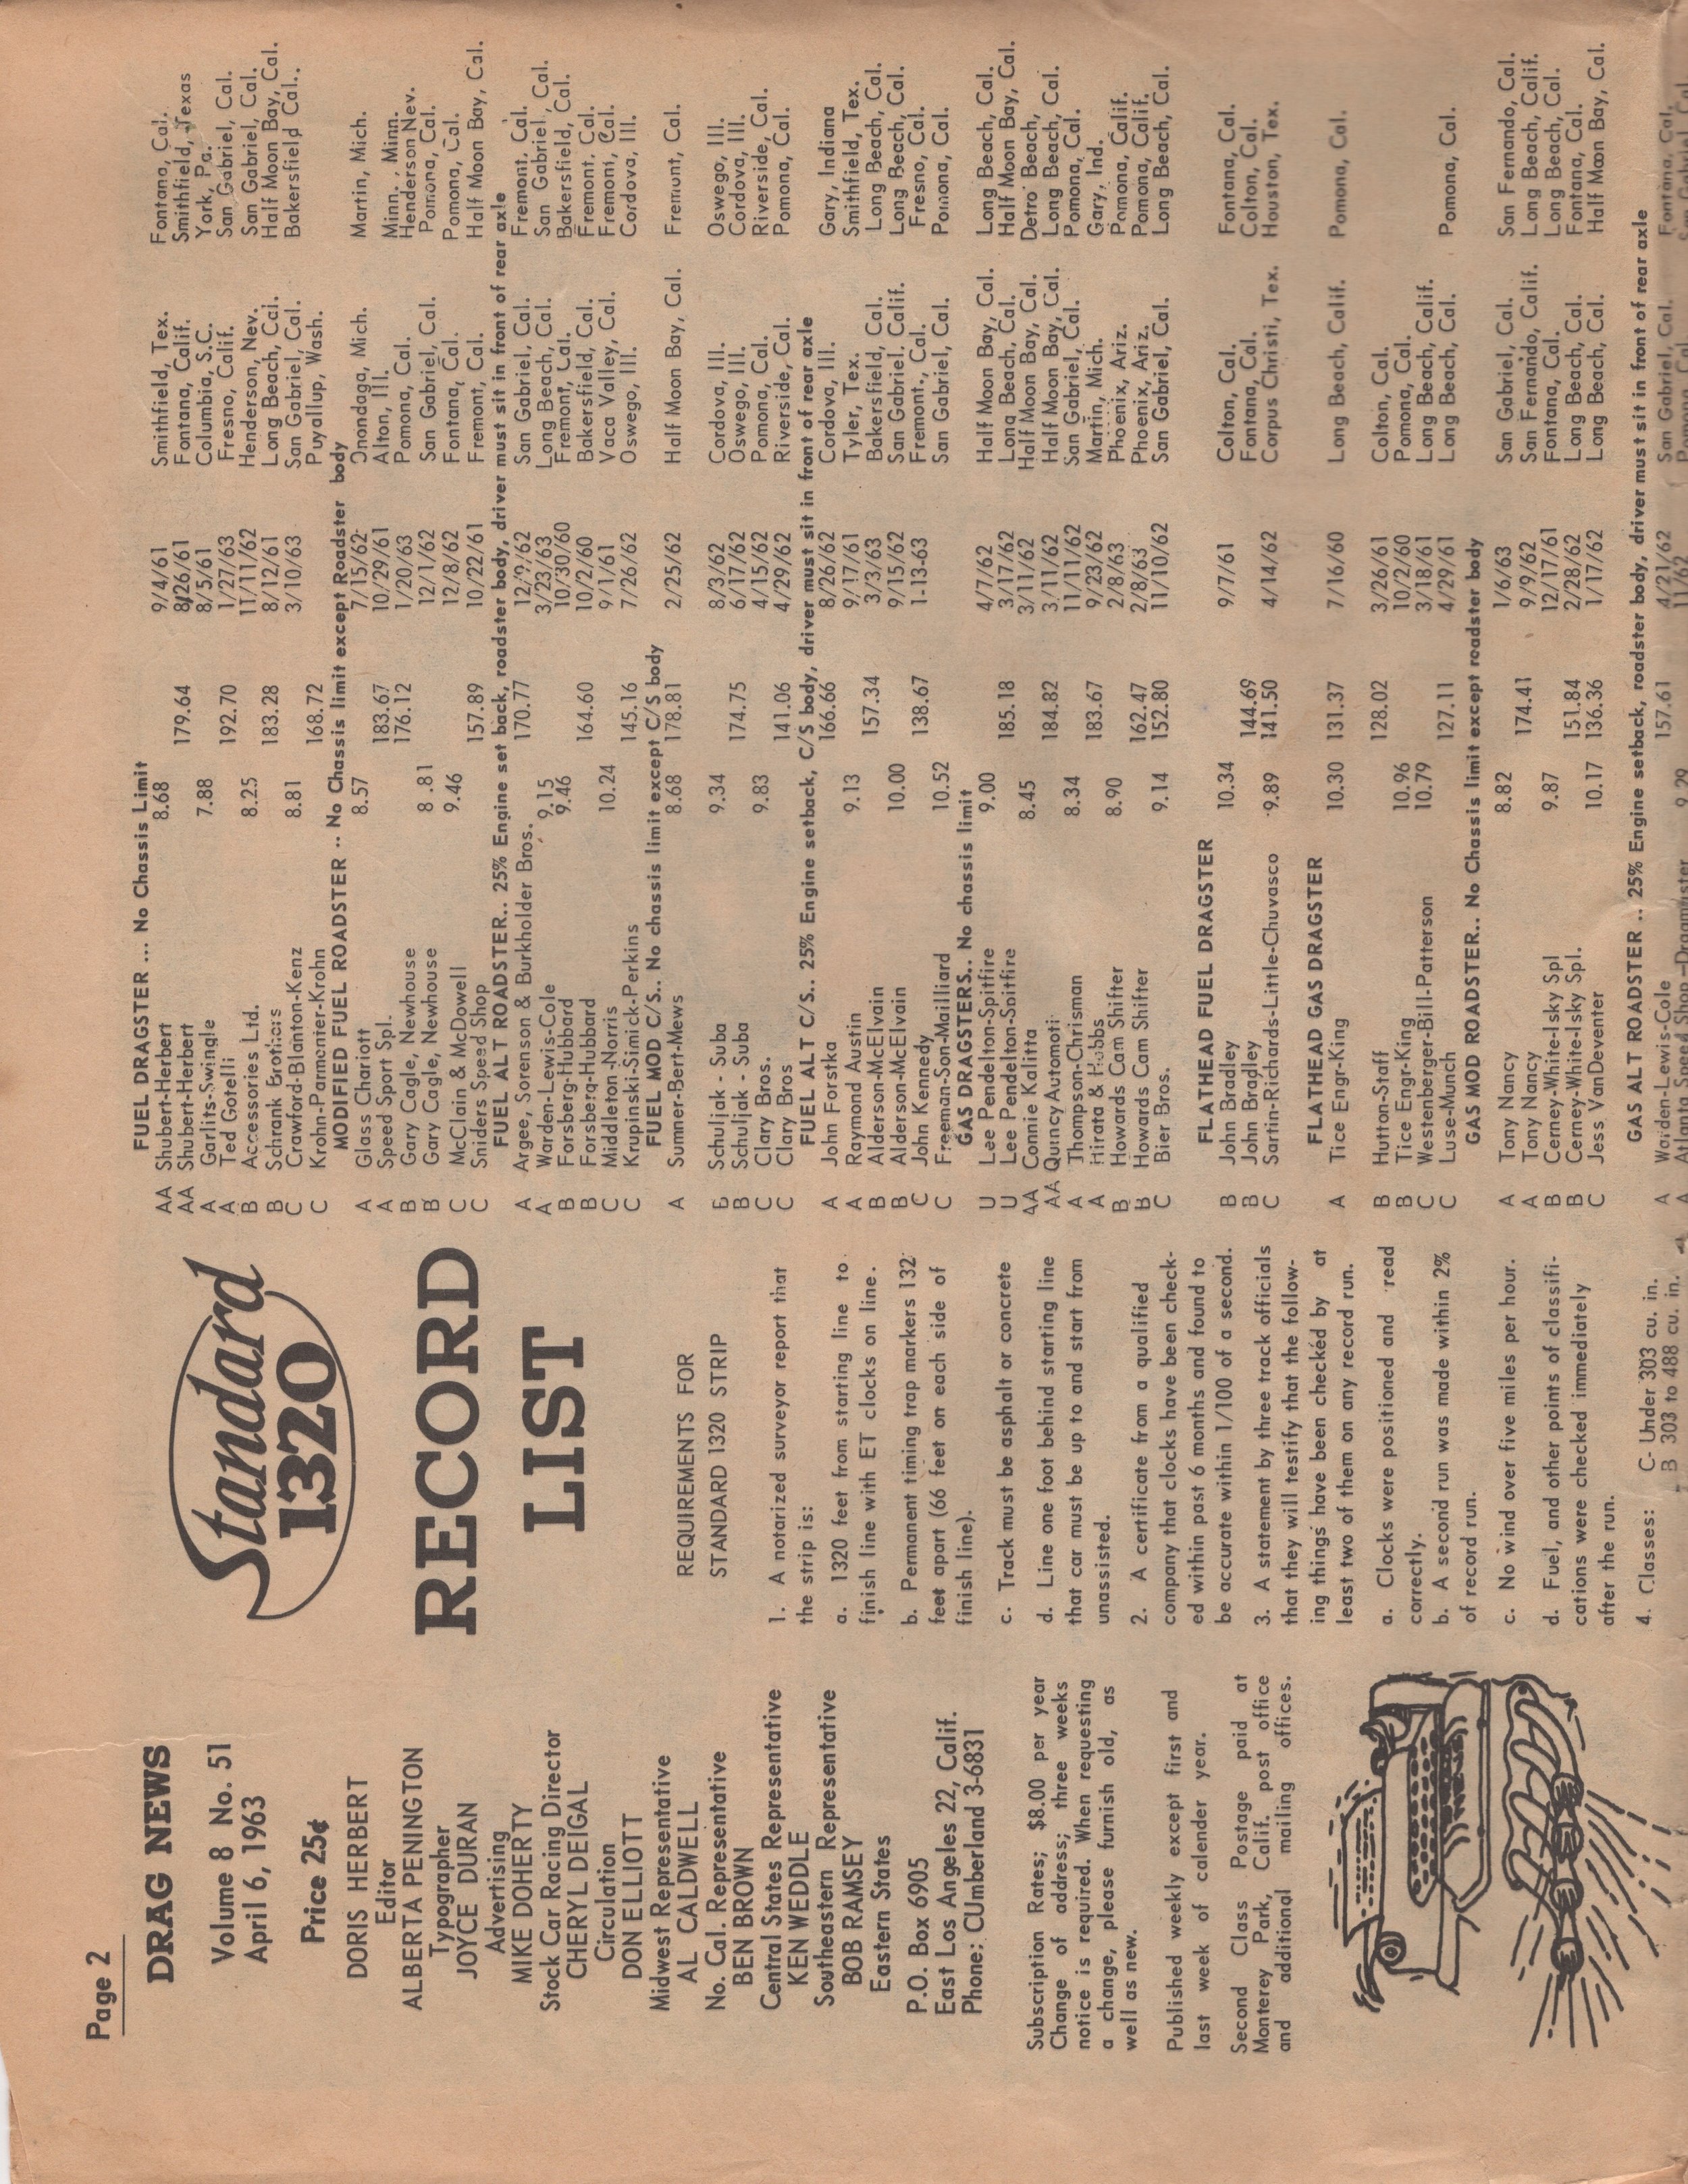 Page 2
DRAG NEWS
Volume 8 No. 51
April 6, 1963
Price 25¢
DORIS HERBERT
Editor
ALBERTA PENNINGTON
Typographer
JOYCE DURAN
Advertising
MIKE DOHERTY
Stock Car Racing Director
CHERYL DEIGAL
Circulation
DON ELLIOTT
Midwest Representative
AL CALDWELL
No. Cal. Representative
BEN BROWN
Central States Representative
KEN WEDDLE
Southeastern Representative
BOB RAMSEY
Eastern States
P.O. Box 6905
East Los Angeles 22, Calif.
Phone: CUmberland 3-6831
Subscription Rates; $8.00 per year
Change of address; three weeks
notice is required. When requesting
a change, please furnish old, as
well as new.
Published weekly except first and
last week of calender year.
Second Class Postage paid at
Monterey Park, Calif. post office
and additional mailing offices.
Standard
1320
RECORD
LIST
REQUIREMENTS FOR
STANDARD 1320 STRIP
1. A notarized surveyor report that
the strip is:
a. 1320 feet from starting line to
finish line with ET clocks on line.
b. Permanent timing trap markers 132
feet apart (66 feet on each side of
finish line).
c. Track must be asphalt or concrete
d. Line one foot behind starting line
that car must be up to and start from
unassisted.
2. A certificate from a qualified
company that clocks have been check-
ed within past 6 months and found to
be accurate within 1/100 of a second.
3. A statement by three track officials
that they will testify that the follow-
ing things have been checked by at
least two of them on any record run.
a. Clocks were positioned and read
correctly.
b. A second run was made within 2%
of record run.
c. No wind over five miles per hour.
d. Fuel, and other points of classifi-
cations were checked immediately
after the run.
4. Classes: C- Under 303 cu. in.
B 303 to 488 cu. in.
FUEL DRAGSTER ... No Chassis Limit
AA Shubert-Herbert 8.68 9/4/61 Smithfield, Tex. Fontana, Cal.
AA Shubert-Herbert 179.64 8/26/61 Fontana, Calif. Smithfield, Texas
A Garlits-Swingle 7.88 8/5/61 Columbia, S.C. York, Pa.
A Ted Gotelli 192.70 1/27/63 Fresno, Calif. San Gabriel, Cal.
B Accessories Ltd. 8.25 11/11/62 Henderson, Nev. San Gabriel, Cal.
B Schrank Brothers 183.28 8/12/61 Long Beach, Cal. Half Moon Bay, Cal.
C Crawford-Blanton-Kenz 8.81 3/10/63 San Gabriel, Cal. Bakersfield Cal..
C Krohn-Parmenter-Krohn 168.72 Puyallup, Wash.
MODIFIED FUEL ROADSTER .. No Chassis limit except Roadster body
A Glass Chariott 8.57 7/15/62 Onondaga, Mich. Martin, Mich.
A Speed Sport Spl. 183.67 10/29/61 Alton, Ill. Minn., Minn.
B Gary Cagle, Newhouse 176.12 1/20/63 Pomona, Cal. Henderson Nev.
B Gary Cagle, Newhouse 8.81 12/1/62 San Gabriel, Cal. Pomona, Cal.
C McClain & McDowell 9.46 12/8/62 Fontana, Cal. Pomona, Cal.
C Sniders Speed Shop 157.89 10/22/61 Fremont, Cal. Half Moon Bay, Cal.
FUEL ALT ROADSTER.. 25% Engine set back, roadster body, driver must sit in front of rear axle
A Argee, Sorenson & Burkholder Bros. 170.77 12/9/62 San Gabriel, Cal. Fremont, Cal.
A Warden-Lewis-Cole 9.15 3/23/63 Long Beach, Cal. San Gabriel, Cal.
B Forsberg-Hubbard 9.46 10/30/60 Fremont, Cal. Bakersfield, Cal.
B Forsberg-Hubbard 164.60 10/2/60 Bakersfield, Cal. Fremont, Cal.
C Middleton-Norris 10.24 9/1/61 Vaca Valley, Cal. Fremont, Cal.
C Krupinski-Simick-Perkins 145.16 7/26/62 Oswego, Ill. Cordova, Ill.
FUEL MOD C/S.. No chassis limit except C/S body
A Sumner-Bert-Mews 8.68 178.81 2/25/62 Half Moon Bay, Cal. Fremont, Cal.
B Schuljak - Suba 9.34 8/3/62 Cordova, Ill. Oswego, Ill.
B Schuljak - Suba 174.75 6/17/62 Oswego, Ill. Cordova, Ill.
C Clary Bros. 9.83 4/15/62 Pomona, Cal. Riverside, Cal.
C Clary Bros 141.06 4/29/62 Riverside, Cal. Pomona, Cal.
FUEL ALT C/S.. 25% Engine setback, C/S body, driver must sit in front of rear axle
A John Forstka 166.66 8/26/62 Cordova, Ill. Gary, Indiana
A Raymond Austin 9.13 9/17/61 Tyler, Tex. Smithfield, Tex.
B Alderson-McElvain 157.34 3/3/63 Bakersfield, Cal. Long Beach, Cal.
B Alderson-McElvain 10.00 9/15/62 San Gabriel, Calif. Long Beach, Cal.
C John Kennedy 138.67 1-13-63 Fremont., Cal. Fresno, Cal.
C Freeman-Son-Mailliard 10.52 San Gabriel, Cal. Pomona, Cal.
GAS DRAGSTERS.. No chassis limit
U Lee Pendelton-Spitfire 9.00 4/7/62 Half Moon Bay, Cal. Long Beach, Cal.
U Lee Pendelton-Spitfire 185.18 3/17/62 Long Beach, Cal. Half Moon Bay, Cal.
AA Connie Kalitta 8.45 3/11/62 Half Moon Bay, Cal. Detro Beach, Cal.
AA Quincy Automoti 184.82 3/11/62 Half Moon Bay, Cal. Long Beach, Cal.
A Thompson-Chrisman 8.34 11/11/62 San Gabriel, Cal. Pomona, Cal.
A Hirata & Hobbs 183.67 9/23/62 Martin, Mich. Gary, Ind.
B Howards Cam Shifter 8.90 2/8/63 Phoenix, Ariz. Pomona, Calif.
B Howards Cam Shifter 162.47 2/8/63 Phoenix, Ariz. Pomona, Calif.
C Bier Bros. 9.14 152.80 11/10/62 San Gabriel, Cal. Long Beach, Cal.
FLATHEAD FUEL DRAGSTER
B John Bradley 10.34 9/7/61 Colton, Cal. Fontana, Cal.
B John Bradley 144.69 Fontana, Cal. Colton, Cal.
C Sartin-Richards-Little-Chuvasco 9.89 141.50 4/14/62 Corpus Christi, Tex. Houston, Tex.
FLATHEAD GAS DRAGSTER
A Tice Engr-King 10.30 131.37 7/16/60 Long Beach, Calif. Pomona, Cal.
B Hutton-Staff 128.02 3/26/61 Colton, Cal.
B Tice Engr-King 10.96 10/2/60 Pomona, Cal.
C Westenberger-Bill-Patterson 10.79 3/18/61 Long Beach, Calif.
C Luse-Munch 127.11 4/29/61 Long Beach, Cal. Pomona, Cal.
GAS MOD ROADSTER.. No Chassis limit except roadster body
A Tony Nancy 8.82 1/6/63 San Gabriel, Cal. San Fernando, Cal.
A Tony Nancy 174.41 9/9/62 San Fernando, Calif. Long Beach, Calif.
B Cerney-White-Isky Spl 9.87 12/17/61 Fontana, Cal. Long Beach, Cal.
B Cerney-White-Isky Spl. 151.84 2/28/62 Long Beach, Cal. Fontana, Cal.
C Jess VanDeventer 10.17 136.36 1/17/62 Long Beach, Cal. Half Moon Bay, Cal.
GAS ALT ROADSTER .. 25% Engine setback, roadster body, driver must sit in front of rear axle
A Warden-Lewis-Cole 157.61 4/21/62 San Gabriel, Cal. Fontana, Cal.
A Atlanta Speed Shop-Dragmaster 9.29 11/62 Pomona, Cal San Gabriel Cal